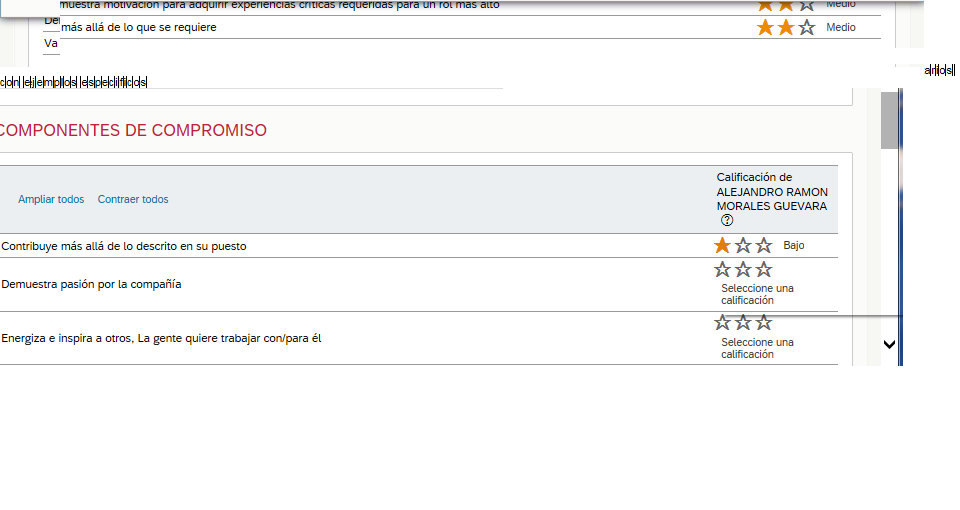 muestra motivación para adquirir experiencias críticas requeridas para un rol más alto Medio
De
más allá de lo que se requiere Medio
Va
arios
con ejemplos específicos
COMPONENTES DE COMPROMISO
Calificación de
ALEJANDRO RAMON
MORALES GUEVARA
Ampliar todos Contraer todos
Contribuye más allá de lo descrito en su puesto Bajo
Demuestra pasión por la compañía
Seleccione una
calificación
Energiza e inspira a otros, La gente quiere trabajar con/para él
Seleccione una
calificación